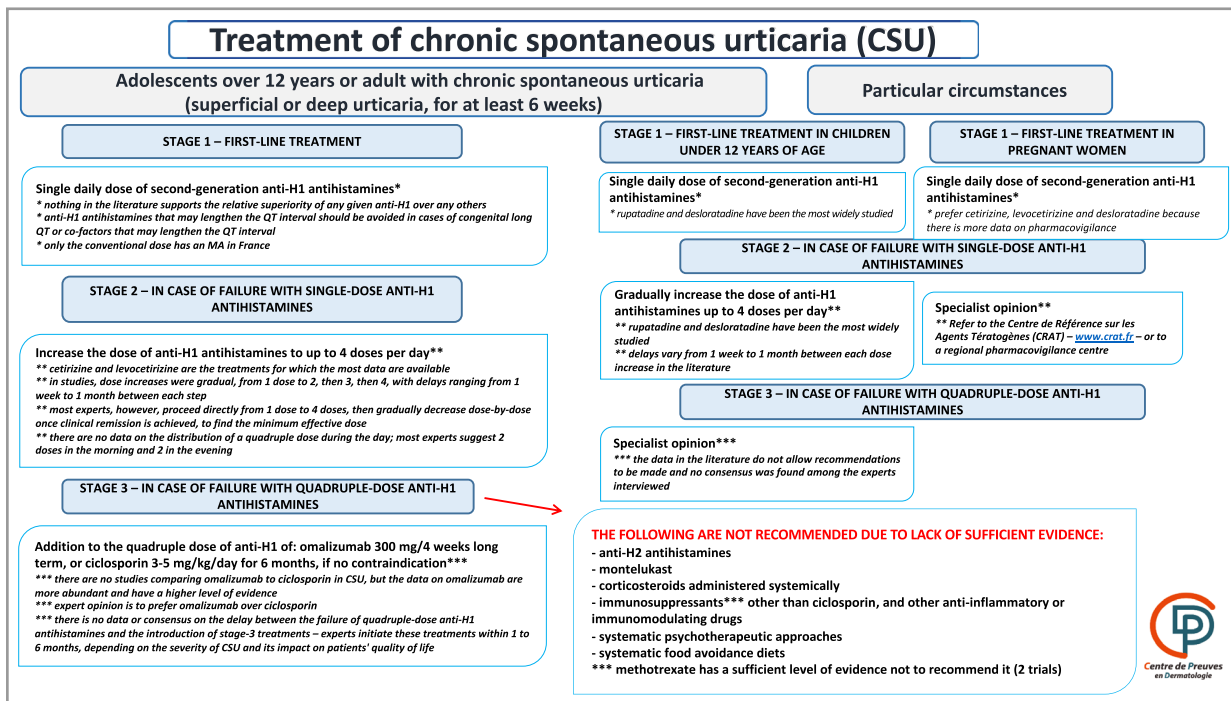 Treatment of chronic spontaneous urticaria (CSU)
Adolescents over 12 years or adult with chronic spontaneous urticaria
(superficial or deep urticaria, for at least 6 weeks)
STAGE 1 – FIRST-LINE TREATMENT
Single daily dose of second-generation anti-H1 antihistamines*
* nothing in the literature supports the relative superiority of any given anti-H1 over any others
* anti-H1 antihistamines that may lengthen the QT interval should be avoided in cases of congenital long
QT or co-factors that may lengthen the QT interval
* only the conventional dose has an MA in France
STAGE 2 – IN CASE OF FAILURE WITH SINGLE-DOSE ANTI-H1
ANTIHISTAMINES
Increase the dose of anti-H1 antihistamines to up to 4 doses per day**
** cetirizine and levocetirizine are the treatments for which the most data are available
** in studies, dose increases were gradual, from 1 dose to 2, then 3, then 4, with delays ranging from 1
week to 1 month between each step
** most experts, however, proceed directly from 1 dose to 4 doses, then gradually decrease dose-by-dose
once clinical remission is achieved, to find the minimum effective dose
** there are no data on the distribution of a quadruple dose during the day; most experts suggest 2
doses in the morning and 2 in the evening
STAGE 3 – IN CASE OF FAILURE WITH QUADRUPLE-DOSE ANTI-H1
ANTIHISTAMINES
Addition to the quadruple dose of anti-H1 of: omalizumab 300 mg/4 weeks long
term, or ciclosporin 3-5 mg/kg/day for 6 months, if no contraindication***
*** there are no studies comparing omalizumab to ciclosporin in CSU, but the data on omalizumab are
more abundant and have a higher level of evidence
*** expert opinion is to prefer omalizumab over ciclosporin
*** there is no data or consensus on the delay between the failure of quadruple-dose anti-H1
antihistamines and the introduction of stage-3 treatments – experts initiate these treatments within 1 to
6 months, depending on the severity of CSU and its impact on patients' quality of life
Particular circumstances
STAGE 1 – FIRST-LINE TREATMENT IN CHILDREN
UNDER 12 YEARS OF AGE
Single daily dose of second-generation anti-H1
antihistamines*
* rupatadine and desloratadine have been the most widely studied
STAGE 1 – FIRST-LINE TREATMENT IN
PREGNANT WOMEN
Single daily dose of second-generation anti-H1
antihistamines*
* prefer cetirizine, levocetirizine and desloratadine because
there is more data on pharmacovigilance
STAGE 2 – IN CASE OF FAILURE WITH SINGLE-DOSE ANTI-H1
ANTIHISTAMINES
Gradually increase the dose of anti-H1
antihistamines up to 4 doses per day**
** rupatadine and desloratadine have been the most widely
studied
** delays vary from 1 week to 1 month between each dose
increase in the literature
Specialist opinion**
** Refer to the Centre de Référence sur les
Agents Tératogènes (CRAT) – www.crat.fr – or to
a regional pharmacovigilance centre
STAGE 3 – IN CASE OF FAILURE WITH QUADRUPLE-DOSE ANTI-H1
ANTIHISTAMINES
Specialist opinion***
*** the data in the literature do not allow recommendations
to be made and no consensus was found among the experts
interviewed
THE FOLLOWING ARE NOT RECOMMENDED DUE TO LACK OF SUFFICIENT EVIDENCE:
- anti-H2 antihistamines
- montelukast
- corticosteroids administered systemically
- immunosuppressants*** other than ciclosporin, and other anti-inflammatory or
immunomodulating drugs
- systematic psychotherapeutic approaches
- systematic food avoidance diets
*** methotrexate has a sufficient level of evidence not to recommend it (2 trials)
Centre de Preuves
en Dermatologie